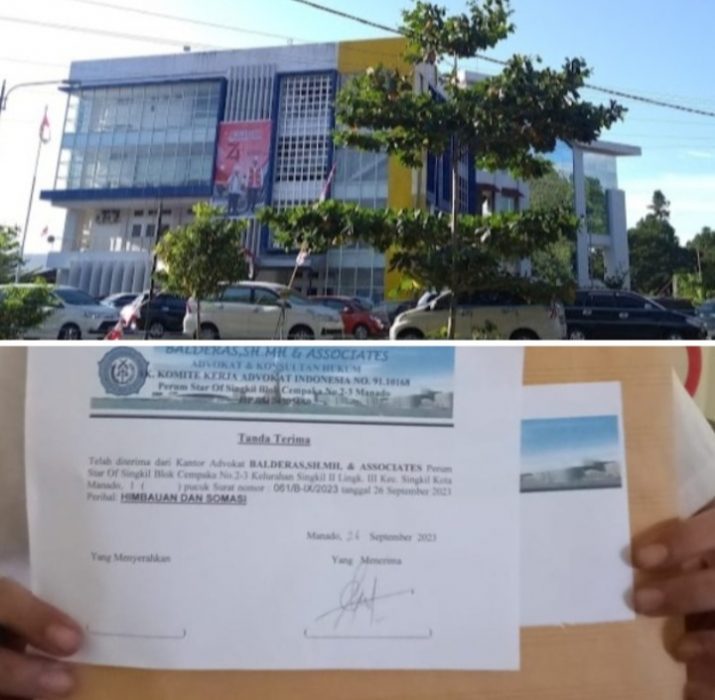 74
BALDERAS,SH.MH & ASSOCIATES
ADVOKAT & KONSULTAN HUKUM
SK. KOMITE KERJA ADVOKAT INDONESIA NO. 91.10168
Perum Star Of Singkil Blok Cempaka No.2-3 Manado
Tanda Terima
Telah diterima dari Kantor Advokat BALDERAS,SH.MH, & ASSOCIATES Perum
Star Of Singkil Blok Cempaka No.2-3 Kelurahan Singkil II Lingk. III Kec. Singkil Kota
Manado, 1 ( ) pucuk Surat nomor : 061/B-IX/2023 tanggal 26 September 2023
Perihal: HIMBAUAN DAN SOMASI
Manado, 26 September 2023
Yang Menyerahkan
Yang Menerima